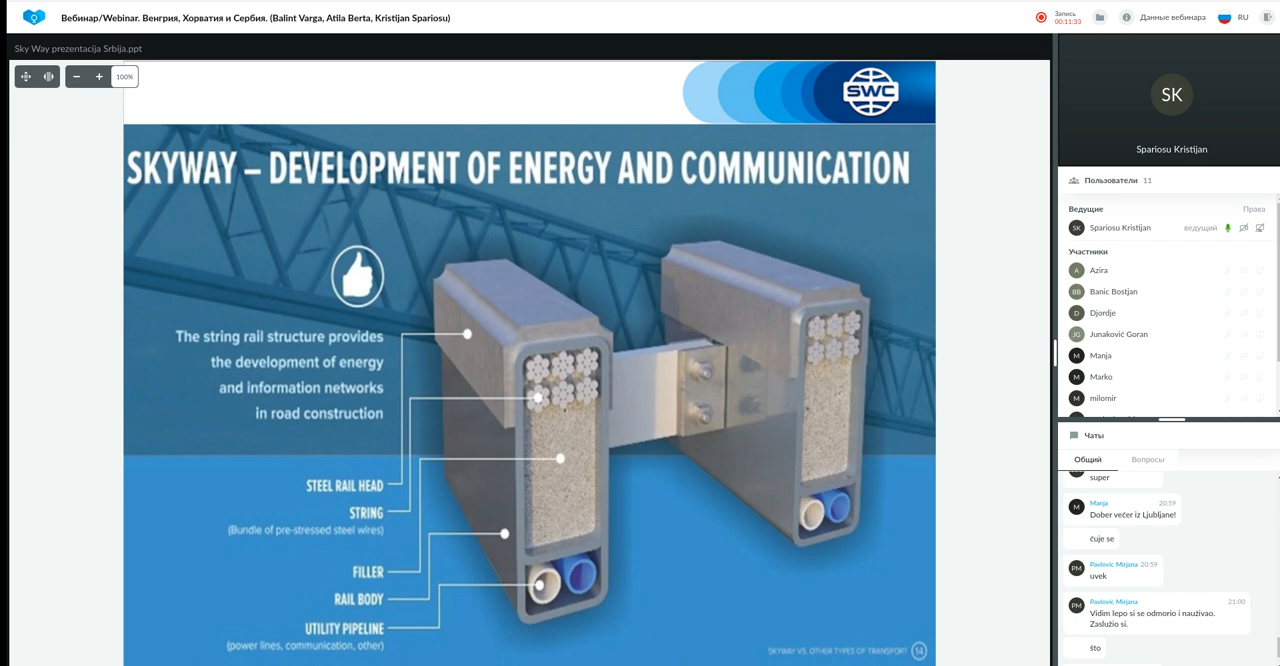 Вебинар/Webinar. Венгрия, Хорватия и Сербия. (Balint Varga, Atila Berta, Kristijan Spariosu)
Запись
00:11:33
Данные вебинара
RU
Sky Way prezentacija Srbija.ppt
100%
SWC
SKYWAY – DEVELOPMENT OF ENERGY AND COMMUNICATION
The string rail structure provides
the development of energy
and information networks
in road construction
STEEL RAIL HEAD
STRING
(Bundle of pre-stressed steel wires)
FILLER
RAIL BODY
UTILITY PIPELINE
(power lines, communication, other)
SKYWAY VS. OTHER TYPES OF TRANSPORT 14
SK
Spariosu Kristijan
Пользователи 11
Ведущие Права
SK Spariosu Kristijan ведущий
Участники
A Azira
BB Banic Bostjan
D Djordje
JG Junaković Goran
M Manja
M Marko
M milomir
Чаты
Общий Вопросы
super
M Manja 20:59
Dober večer iz Ljubljane!
čuje se
PM Pavlovic Mirjana 20:59
uvek
PM Pavlovic Mirjana 21:00
Vidim lepo si se odmorio i nauživao.
Zaslužio si.
što